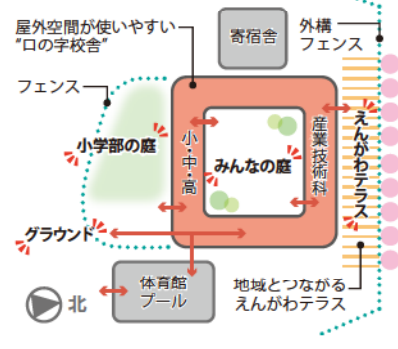 屋外空間が使いやすい
“ロの字校舎”
寄宿舎
外構
フェンス
フェンス
小学部の庭
小・中・高
みんなの庭
産業技術科
えんがわテラス
グラウンド
体育館
プール
地域とつながる
えんがわテラス
北